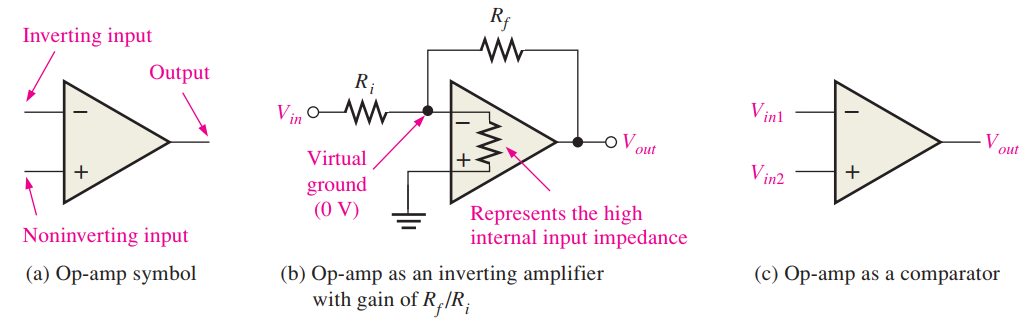 Inverting input
Output
−
+
Noninverting input
(a) Op-amp symbol
R_f
R_i
V_in
V_out
−
+
Virtual
ground
(0 V)
Represents the high
internal input impedance
(b) Op-amp as an inverting amplifier
with gain of R_f/R_i
V_in1
−
V_out
V_in2
+
(c) Op-amp as a comparator